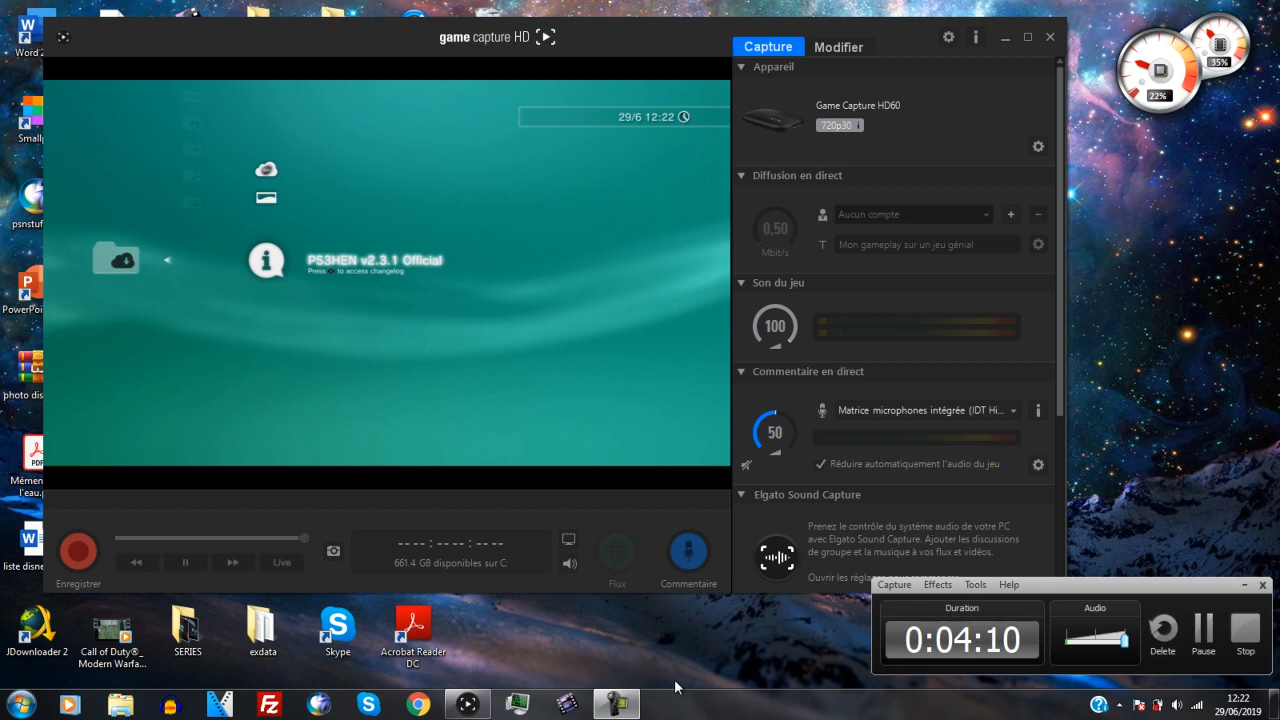 Word 2
game capture HD
Capture
Modifier
22%
35%
Appareil
Game Capture HD60
720p30
Smallp
29/6 12:22
Diffusion en direct
0,50
Mbit/s
Aucun compte
+
−
T
Mon gameplay sur un jeu génial
psnstuf
PS3HEN v2.3.1 Official
Press to access changelog
Son du jeu
100
PowerPoi
Commentaire en direct
50
Matrice microphones intégrée (IDT Hi...
Réduire automatiquement l'audio du jeu
photo dis
Elgato Sound Capture
Prenez le contrôle du système audio de votre PC
avec Elgato Sound Capture. Ajouter les discussions
de groupe et la musique à vos flux et vidéos.
PDF
Mémen
l'eau.p
W
liste disne
Enregistrer
Live
-- -- : -- -- : -- --
661.4 GB disponibles sur C:
Flux
Commentaire
Capture
Effects
Tools
Help
Duration
0:04:10
Audio
Delete
Pause
Stop
JDownloader 2
Call of Duty®_
Modern Warfa...
SERIES
exdata
Skype
Acrobat Reader
DC
12:22
29/06/2019